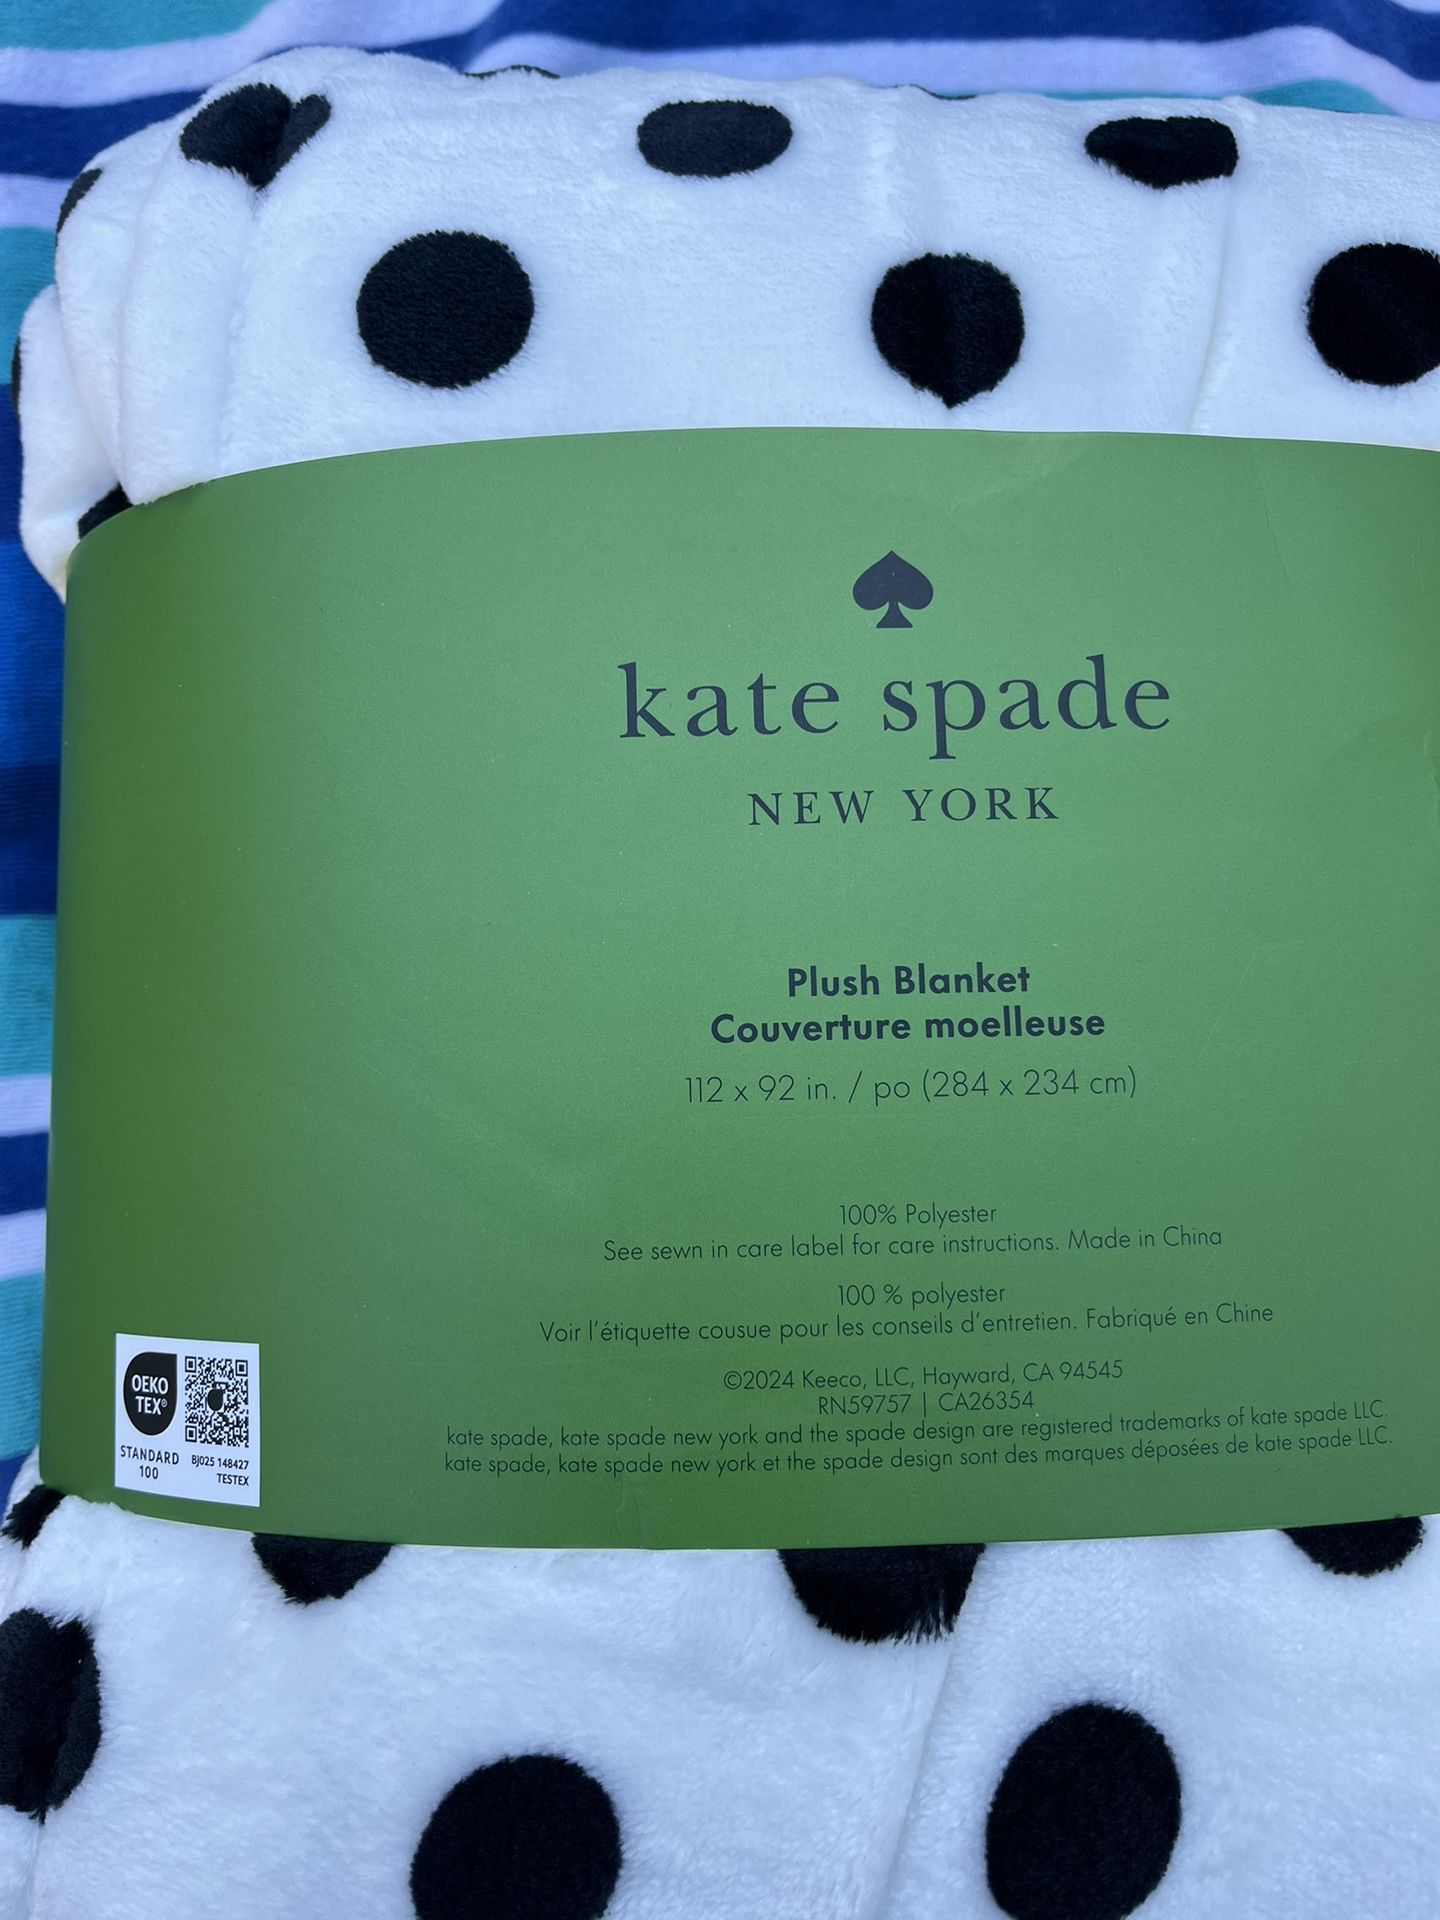 kate spade
NEW YORK
Plush Blanket
Couverture moelleuse
112 x 92 in. / po (284 x 234 cm)
100% Polyester
See sewn in care label for care instructions. Made in China
100 % polyester
Voir l'étiquette cousue pour les conseils d'entretien. Fabriqué en Chine
©2024 Keeco, LLC, Hayward, CA 94545
RN59757 | CA26354
kate spade, kate spade new york and the spade design are registered trademarks of kate spade LLC.
kate spade, kate spade new york et the spade design sont des marques déposées de kate spade LLC.
OEKO
TEX®
STANDARD
100
BJ025 148427
TESTEX